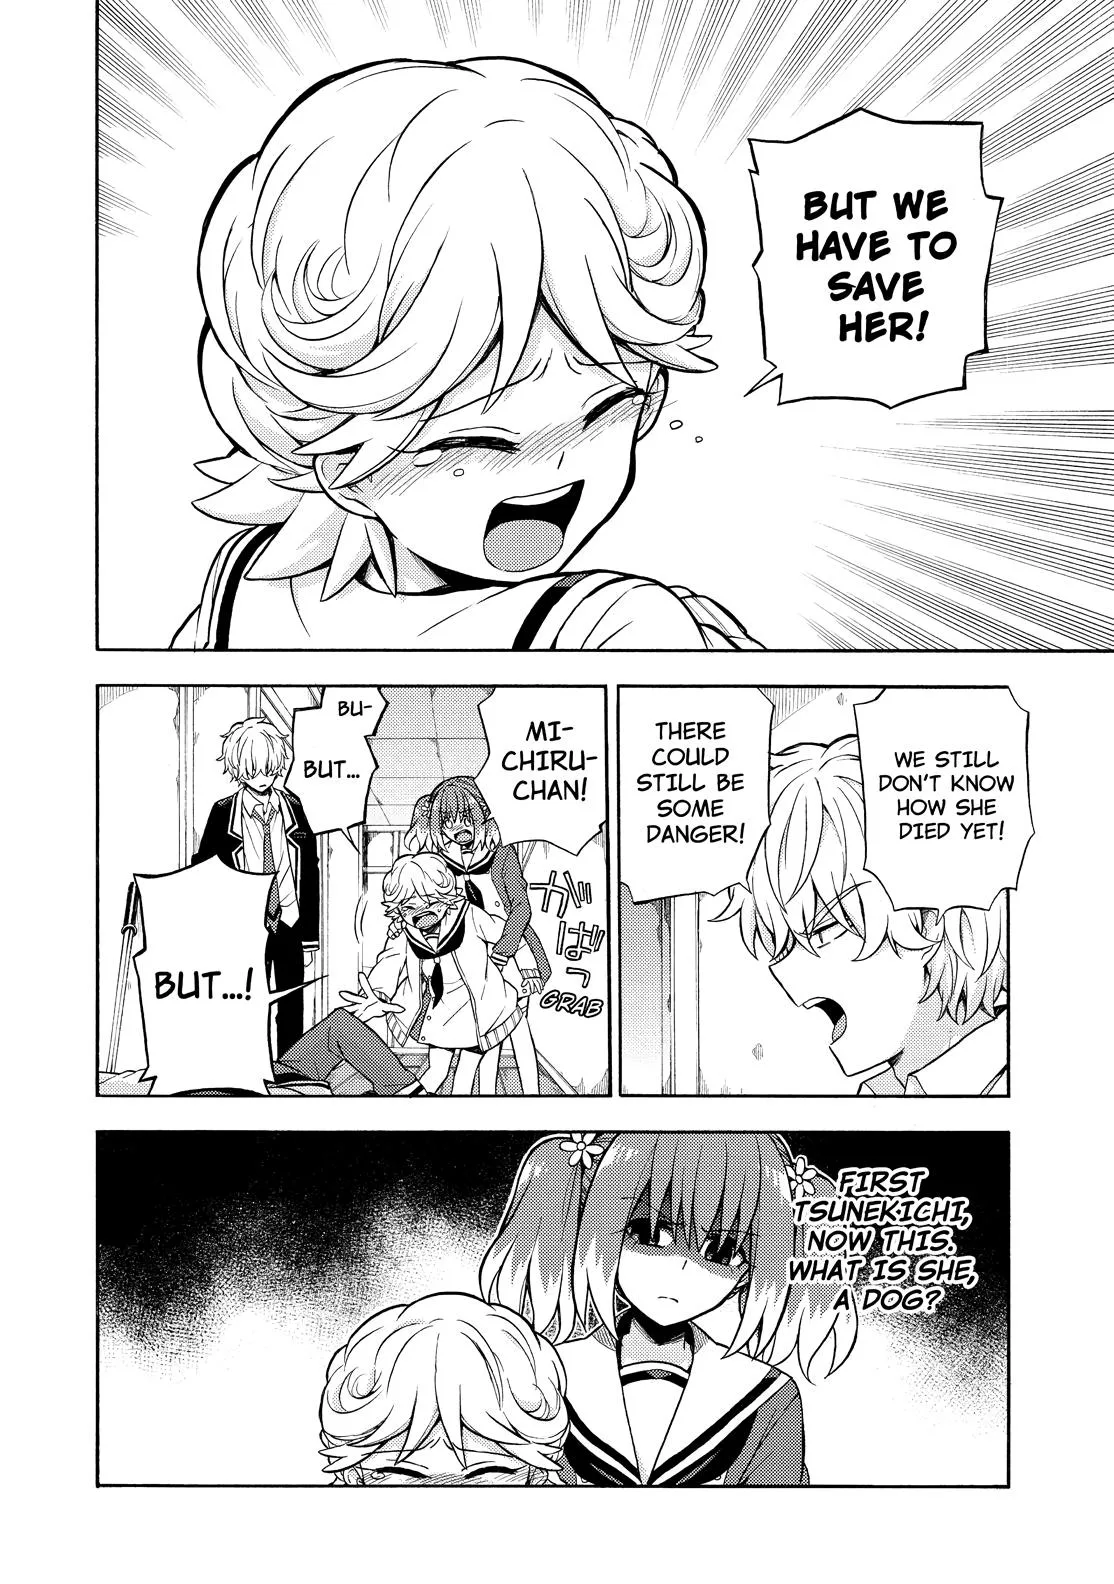 BUT WE
HAVE TO
SAVE
HER!
WE STILL
DON'T KNOW
HOW SHE
DIED YET!
THERE
COULD
STILL BE
SOME
DANGER!
MI-
CHIRU-
CHAN!
がばっ
GRAB
BU-
BUT...
BUT...!
FIRST
TSUNEKICHI,
NOW THIS.
WHAT IS SHE,
A DOG?